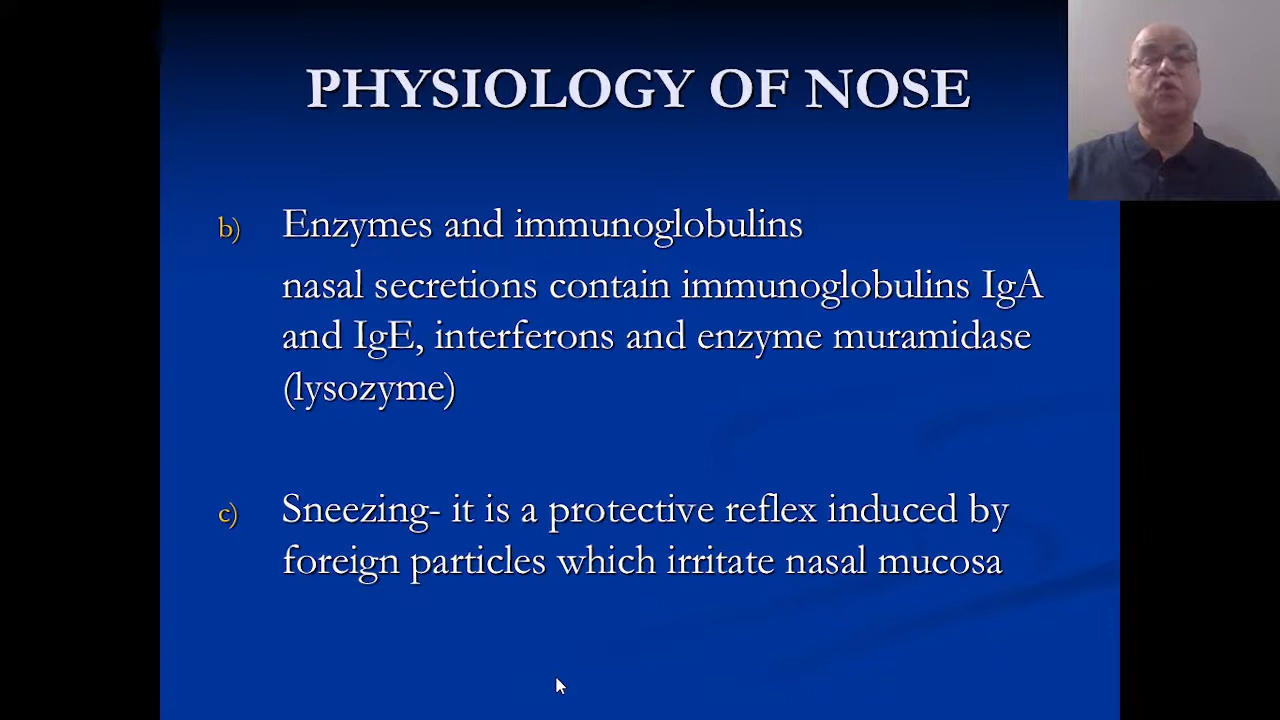 PHYSIOLOGY OF NOSE
b) Enzymes and immunoglobulins
nasal secretions contain immunoglobulins IgA
and IgE, interferons and enzyme muramidase
(lysozyme)
c) Sneezing- it is a protective reflex induced by
foreign particles which irritate nasal mucosa